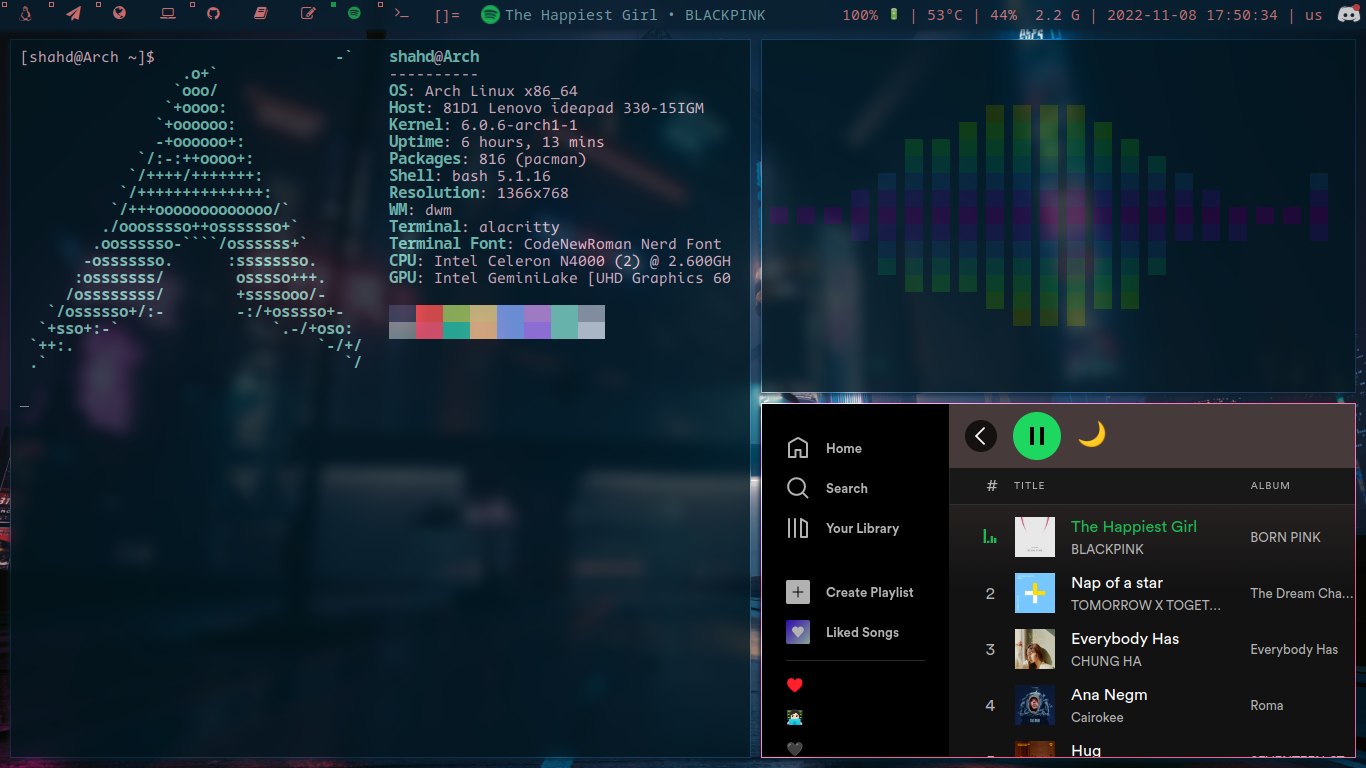 >_ []= The Happiest Girl • BLACKPINK 100% | 53°C | 44% 2.2 G | 2022-11-08 17:50:34 | us
[shahd@Arch ~]$
-`
.o+`
`ooo/
`+oooo:
`+oooooo:
-+oooooo+:
`/:-:++oooo+:
`/++++/+++++++:
`/++++++++++++++:
`/+++ooooooooooooo/`
./ooosssso++osssssso+`
.oossssso-````/ossssss+`
-osssssso.      :ssssssso.
:osssssss/        osssso+++.
/ossssssss/        +ssssooo/-
`/ossssso+/:-        -:/+osssso+-
`+sso+:-`                 `.-/+oso:
`++:.                           `-/+/
.`                                 `/
_
shahd@Arch
----------
OS: Arch Linux x86_64
Host: 81D1 Lenovo ideapad 330-15IGM
Kernel: 6.0.6-arch1-1
Uptime: 6 hours, 13 mins
Packages: 816 (pacman)
Shell: bash 5.1.16
Resolution: 1366x768
WM: dwm
Terminal: alacritty
Terminal Font: CodeNewRoman Nerd Font
CPU: Intel Celeron N4000 (2) @ 2.600GH
GPU: Intel GeminiLake [UHD Graphics 60
Home
Search
Your Library
Create Playlist
Liked Songs
# TITLE ALBUM
The Happiest Girl
BLACKPINK
BORN PINK
2
Nap of a star
TOMORROW X TOGET...
The Dream Cha...
3
Everybody Has
CHUNG HA
Everybody Has
4
Ana Negm
Cairokee
Roma
Hug